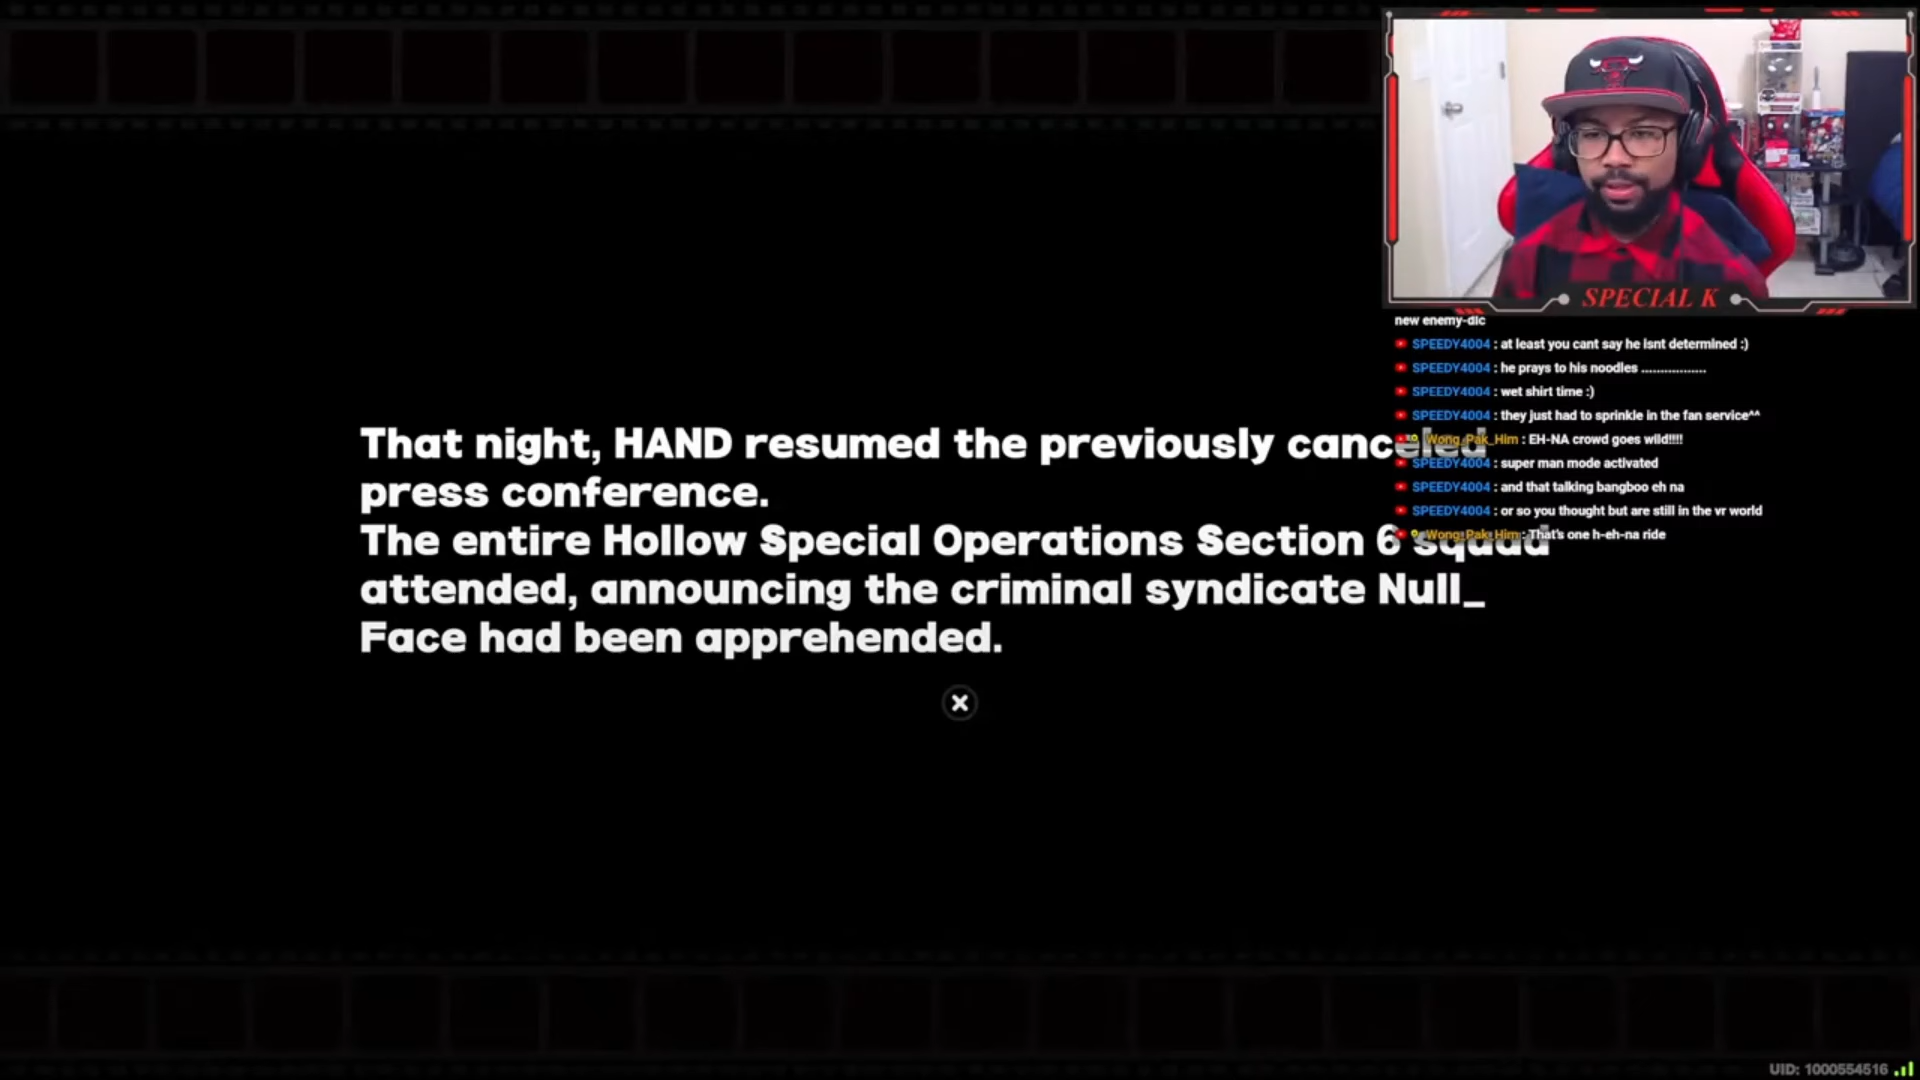 SPECIAL K
new enemy-dlc
SPEEDY4004 : at least you cant say he isnt determined :)
SPEEDY4004 : he prays to his noodles .................
SPEEDY4004 : wet shirt time :)
SPEEDY4004 : they just had to sprinkle in the fan service^^
Wong_Pak_Him : EH-NA crowd goes wild!!!!
SPEEDY4004 : super man mode activated
SPEEDY4004 : and that talking bangboo eh na
SPEEDY4004 : or so you thought but are still in the vr world
Wong_Pak_Him : That's one h-eh-na ride
That night, HAND resumed the previously canceled
press conference.
The entire Hollow Special Operations Section 6 squad
attended, announcing the criminal syndicate Null_
Face had been apprehended.
UID: 1000554516